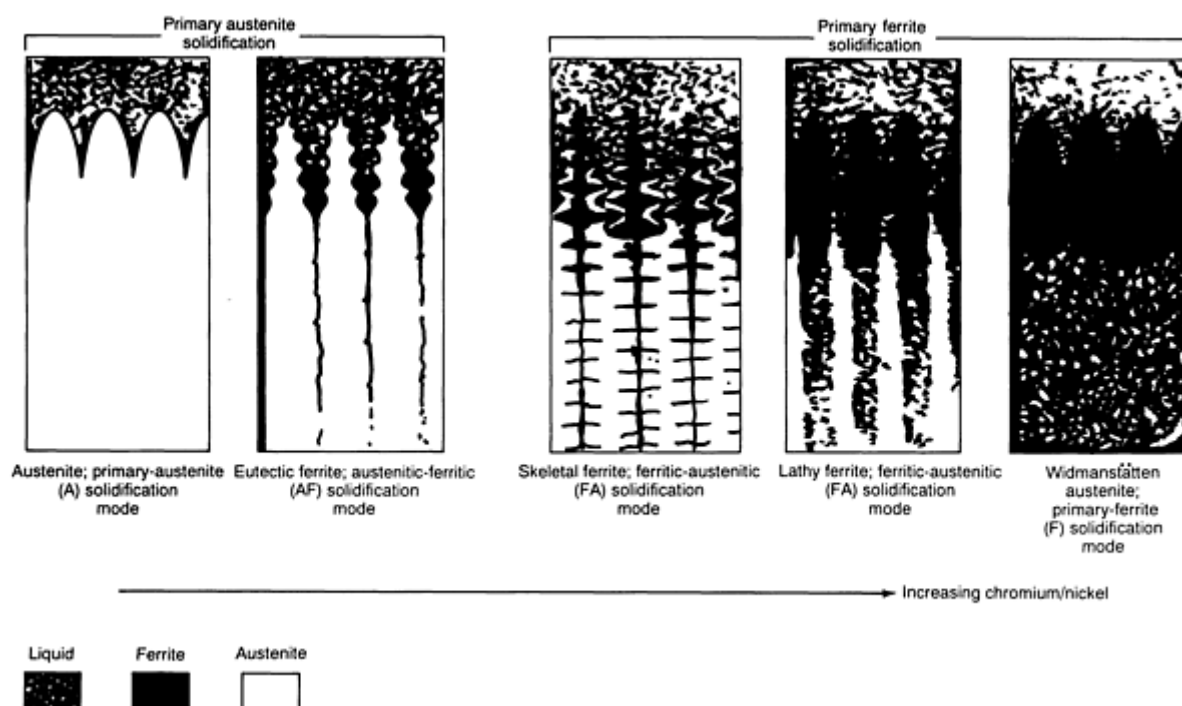 Primary austenite
solidification
Primary ferrite
solidification
Austenite; primary-austenite
(A) solidification
mode
Eutectic ferrite; austenitic-ferritic
(AF) solidification
mode
Skeletal ferrite; ferritic-austenitic
(FA) solidification
mode
Lathy ferrite; ferritic-austenitic
(FA) solidification
mode
Widmanstätten
austenite;
primary-ferrite
(F) solidification
mode
Increasing chromium/nickel
Liquid
Ferrite
Austenite